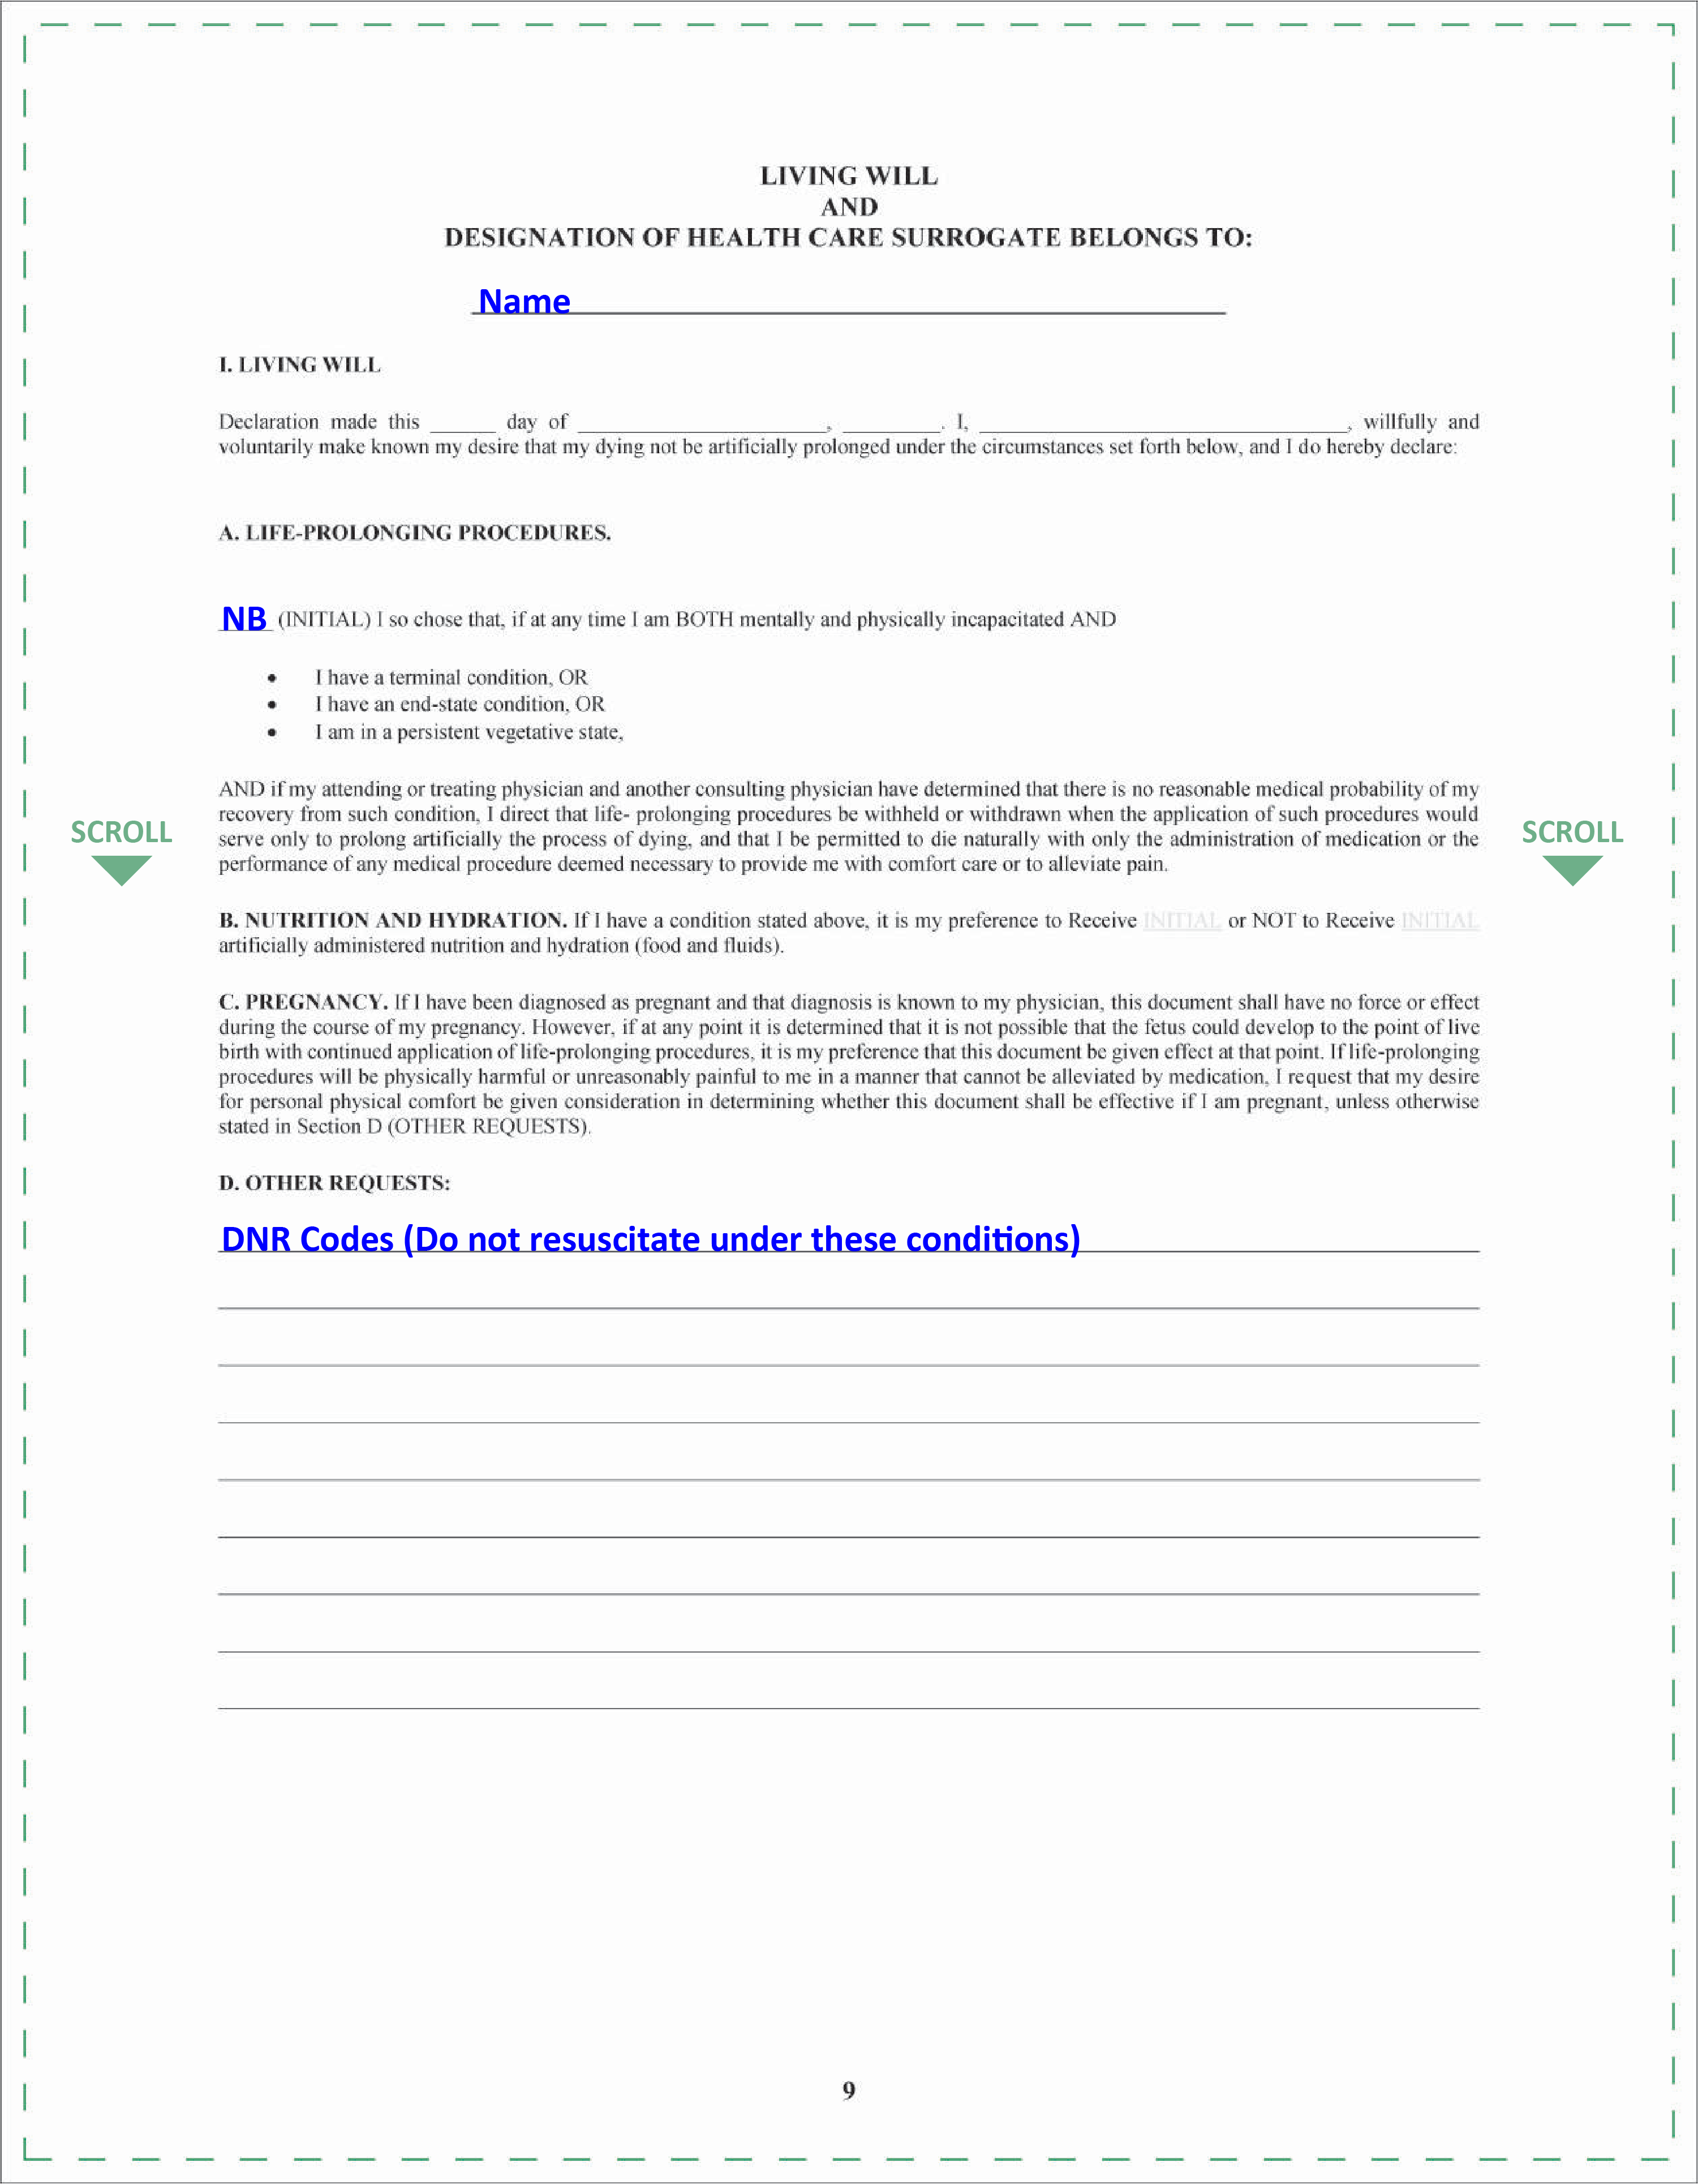 LIVING WILL
AND
DESIGNATION OF HEALTH CARE SURROGATE BELONGS TO:
Name
I. LIVING WILL
Declaration made this ______ day of ______________________, _________. I, _________________________________, willfully and
voluntarily make known my desire that my dying not be artificially prolonged under the circumstances set forth below, and I do hereby declare:
A. LIFE-PROLONGING PROCEDURES.
NB (INITIAL) I so chose that, if at any time I am BOTH mentally and physically incapacitated AND
• I have a terminal condition, OR
• I have an end-state condition, OR
• I am in a persistent vegetative state,
AND if my attending or treating physician and another consulting physician have determined that there is no reasonable medical probability of my
recovery from such condition, I direct that life- prolonging procedures be withheld or withdrawn when the application of such procedures would
SCROLL
SCROLL
serve only to prolong artificially the process of dying, and that I be permitted to die naturally with only the administration of medication or the
performance of any medical procedure deemed necessary to provide me with comfort care or to alleviate pain.
B. NUTRITION AND HYDRATION. If I have a condition stated above, it is my preference to Receive INITIAL or NOT to Receive INITIAL
artificially administered nutrition and hydration (food and fluids).
C. PREGNANCY. If I have been diagnosed as pregnant and that diagnosis is known to my physician, this document shall have no force or effect
during the course of my pregnancy. However, if at any point it is determined that it is not possible that the fetus could develop to the point of live
birth with continued application of life-prolonging procedures, it is my preference that this document be given effect at that point. If life-prolonging
procedures will be physically harmful or unreasonably painful to me in a manner that cannot be alleviated by medication, I request that my desire
for personal physical comfort be given consideration in determining whether this document shall be effective if I am pregnant, unless otherwise
stated in Section D (OTHER REQUESTS).
D. OTHER REQUESTS:
DNR Codes (Do not resuscitate under these conditions)
9